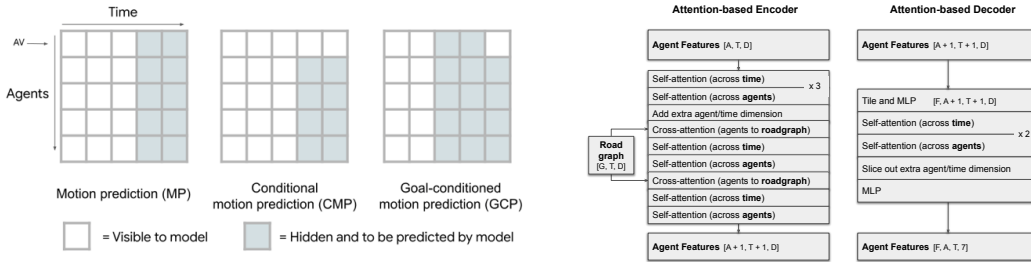 Time
AV
Agents
Motion prediction (MP)
Conditional
motion prediction (CMP)
Goal-conditioned
motion prediction (GCP)
= Visible to model
= Hidden and to be predicted by model
Attention-based Encoder
Agent Features [A, T, D]
Self-attention (across time)
x 3
Self-attention (across agents)
Add extra agent/time dimension
Cross-attention (agents to roadgraph)
Self-attention (across time)
Self-attention (across agents)
Cross-attention (agents to roadgraph)
Self-attention (across time)
Self-attention (across agents)
Road
graph
[G, T, D]
Agent Features [A + 1, T + 1, D]
Attention-based Decoder
Agent Features [A + 1, T + 1, D]
Tile and MLP [F, A + 1, T + 1, D]
Self-attention (across time)
x 2
Self-attention (across agents)
Slice out extra agent/time dimension
MLP
Agent Features [F, A, T, 7]